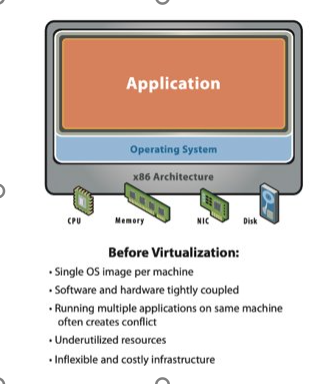 Application
Operating System
x86 Architecture
CPU Memory NIC Disk
Before Virtualization:
• Single OS image per machine
• Software and hardware tightly coupled
• Running multiple applications on same machine
often creates conflict
• Underutilized resources
• Inflexible and costly infrastructure